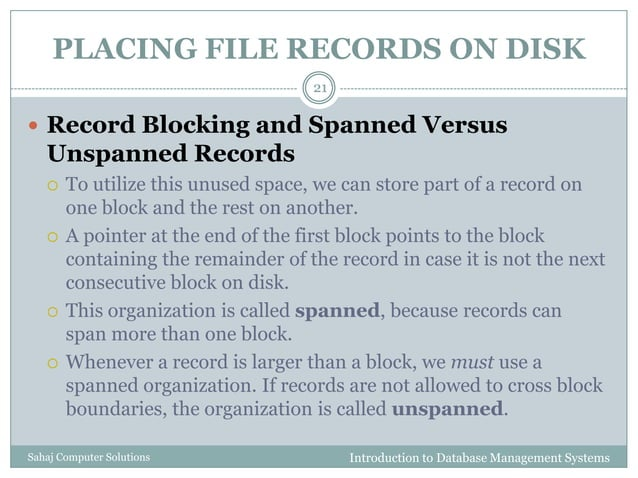 PLACING FILE RECORDS ON DISK
21
Record Blocking and Spanned Versus
Unspanned Records
To utilize this unused space, we can store part of a record on
one block and the rest on another.
A pointer at the end of the first block points to the block
containing the remainder of the record in case it is not the next
consecutive block on disk.
This organization is called spanned, because records can
span more than one block.
Whenever a record is larger than a block, we must use a
spanned organization. If records are not allowed to cross block
boundaries, the organization is called unspanned.
Sahaj Computer Solutions
Introduction to Database Management Systems